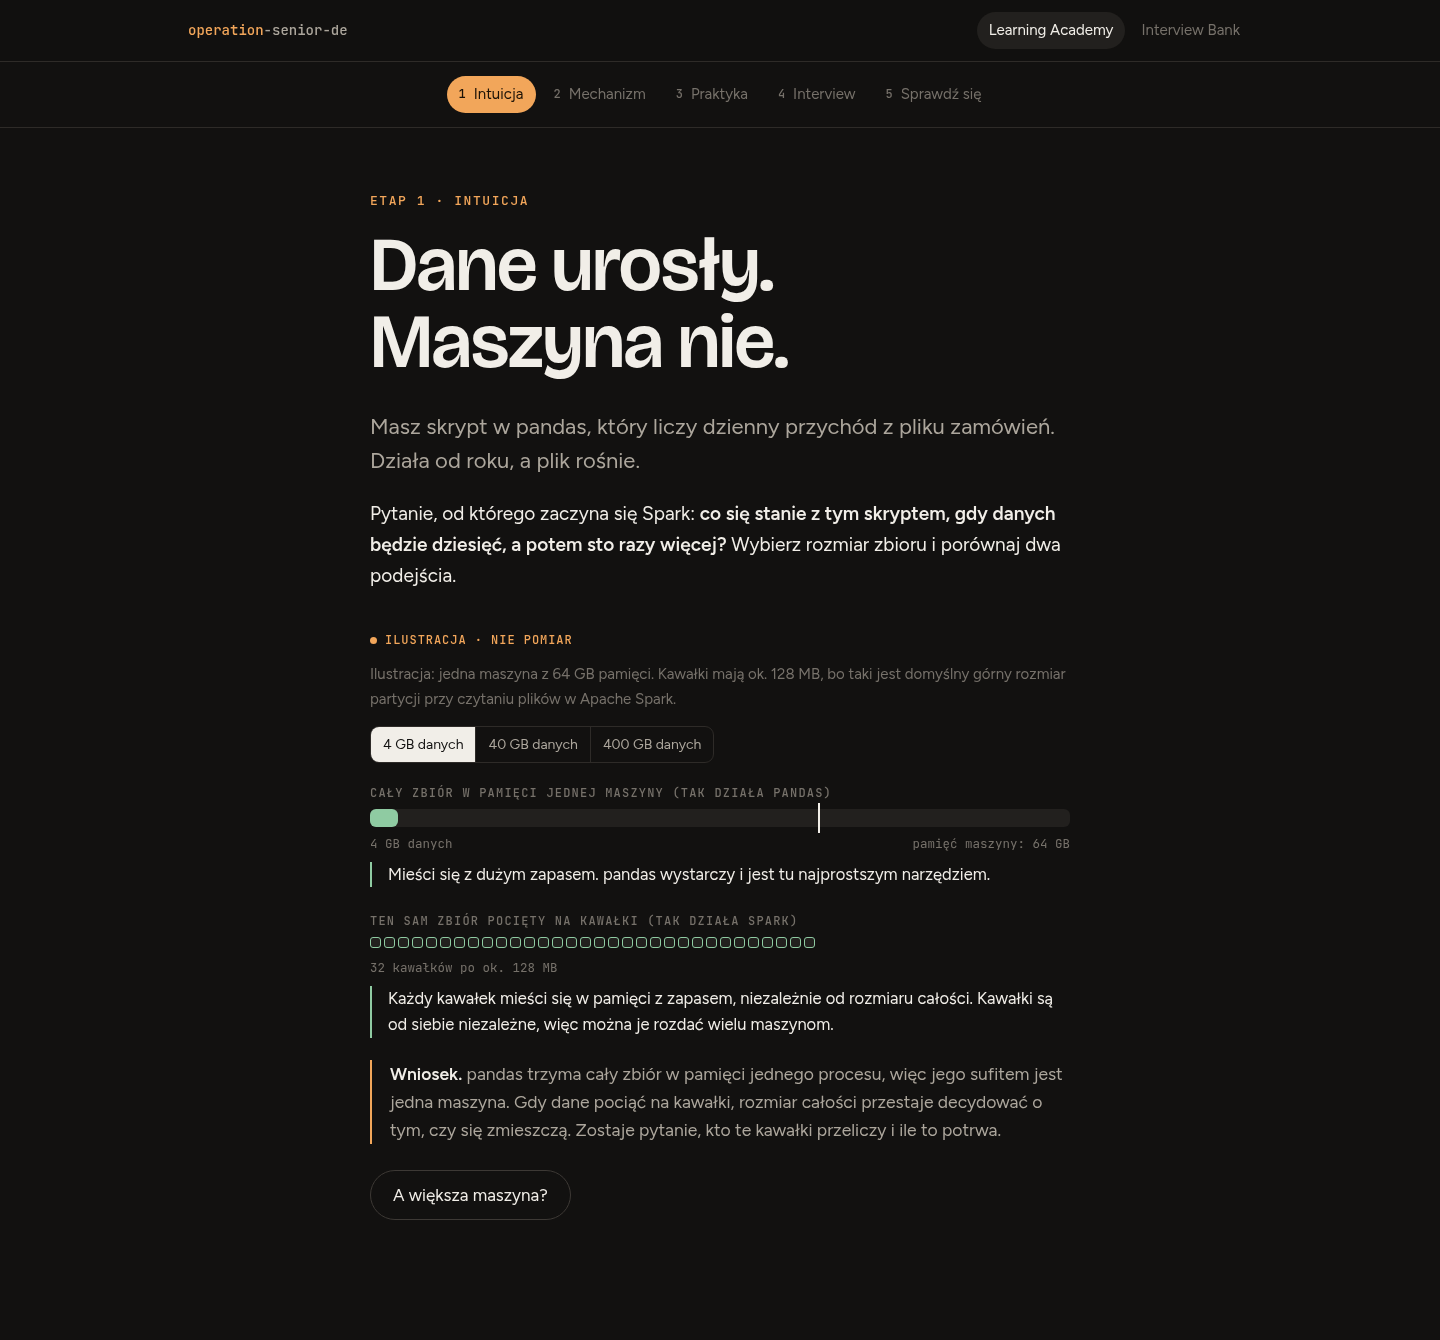 operation-senior-de
Learning Academy
Interview Bank
1 Intuicja
2 Mechanizm
3 Praktyka
4 Interview
5 Sprawdź się
ETAP 1 · INTUICJA
Dane urosły.
Maszyna nie.
Masz skrypt w pandas, który liczy dzienny przychód z pliku zamówień.
Działa od roku, a plik rośnie.
Pytanie, od którego zaczyna się Spark: co się stanie z tym skryptem, gdy danych
będzie dziesięć, a potem sto razy więcej? Wybierz rozmiar zbioru i porównaj dwa
podejścia.
ILUSTRACJA · NIE POMIAR
Ilustracja: jedna maszyna z 64 GB pamięci. Kawałki mają ok. 128 MB, bo taki jest domyślny górny rozmiar
partycji przy czytaniu plików w Apache Spark.
4 GB danych
40 GB danych
400 GB danych
CAŁY ZBIÓR W PAMIĘCI JEDNEJ MASZYNY (TAK DZIAŁA PANDAS)
4 GB danych
pamięć maszyny: 64 GB
Mieści się z dużym zapasem. pandas wystarczy i jest tu najprostszym narzędziem.
TEN SAM ZBIÓR POCIĘTY NA KAWAŁKI (TAK DZIAŁA SPARK)
32 kawałków po ok. 128 MB
Każdy kawałek mieści się w pamięci z zapasem, niezależnie od rozmiaru całości. Kawałki są
od siebie niezależne, więc można je rozdać wielu maszynom.
Wniosek. pandas trzyma cały zbiór w pamięci jednego procesu, więc jego sufitem jest
jedna maszyna. Gdy dane pociąć na kawałki, rozmiar całości przestaje decydować o
tym, czy się zmieszczą. Zostaje pytanie, kto te kawałki przeliczy i ile to potrwa.
A większa maszyna?